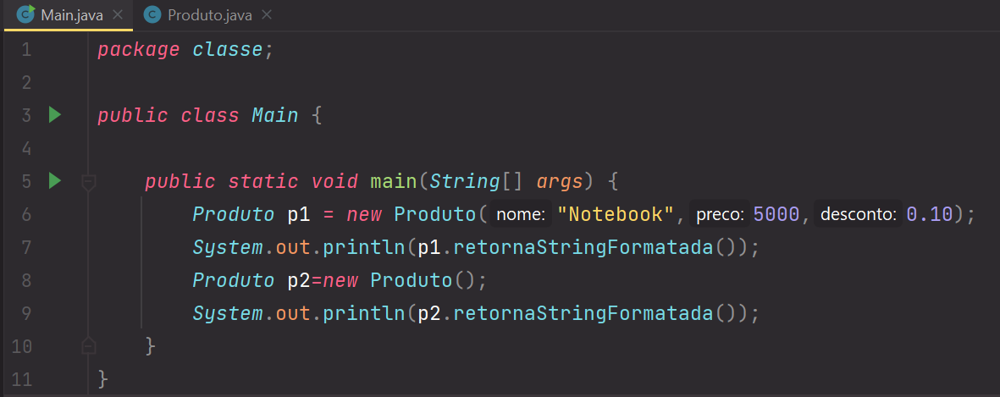 Main.java Produto.java
1 package classe;
2
3 public class Main {
4
5 public static void main(String[] args) {
6 Produto p1 = new Produto( nome: "Notebook", preco: 5000, desconto: 0.10);
7 System.out.println(p1.retornaStringFormatada());
8 Produto p2=new Produto();
9 System.out.println(p2.retornaStringFormatada());
10 }
11 }